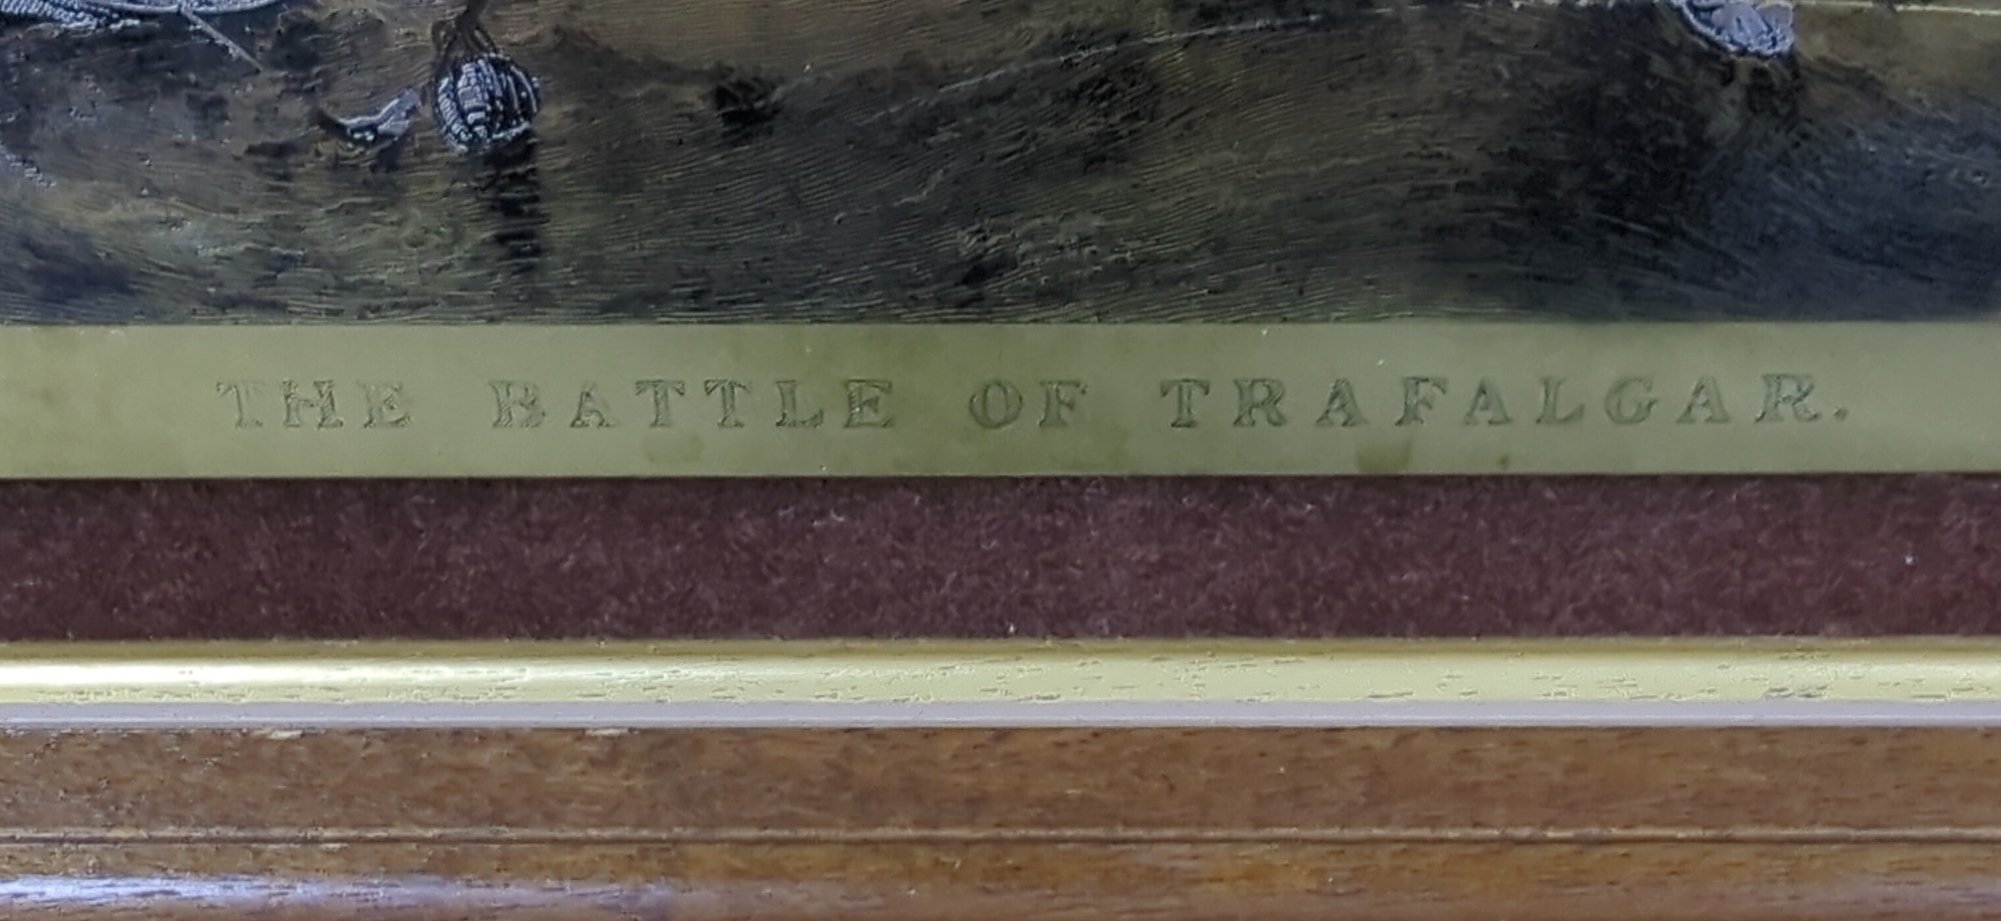 THE BATTLE OF TRAFALGAR.